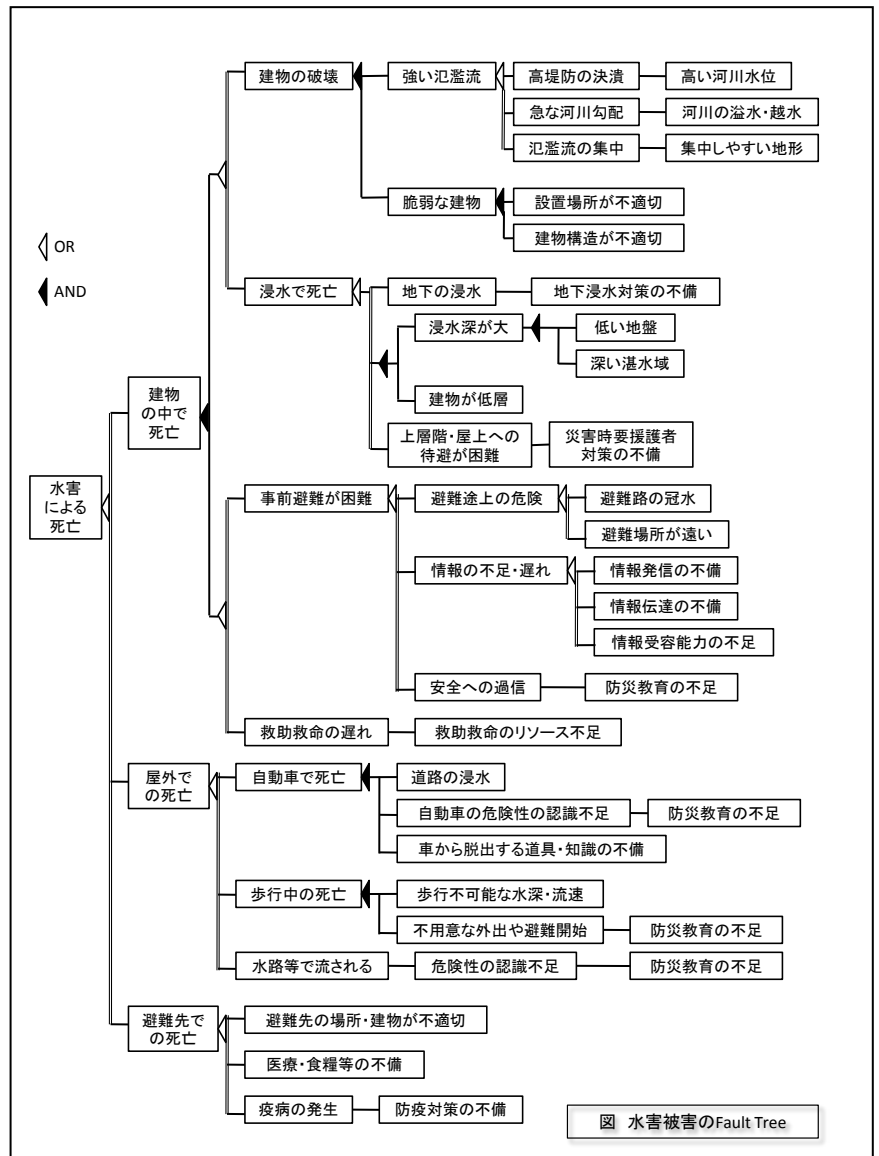 建物の破壊
強い氾濫流
高堤防の決潰
高い河川水位
急な河川勾配
河川の溢水・越水
氾濫流の集中
集中しやすい地形
脆弱な建物
設置場所が不適切
建物構造が不適切
OR
AND
浸水で死亡
地下の浸水
地下浸水対策の不備
浸水深が大
低い地盤
深い湛水域
建物が低層
建物
の中で
死亡
上層階・屋上への
待避が困難
災害時要援護者
対策の不備
水害
による
死亡
事前避難が困難
避難途上の危険
避難路の冠水
避難場所が遠い
情報の不足・遅れ
情報発信の不備
情報伝達の不備
情報受容能力の不足
安全への過信
防災教育の不足
救助救命の遅れ
救助救命のリソース不足
屋外で
の死亡
自動車で死亡
道路の浸水
自動車の危険性の認識不足
防災教育の不足
車から脱出する道具・知識の不備
歩行中の死亡
歩行不可能な水深・流速
不用意な外出や避難開始
防災教育の不足
水路等で流される
危険性の認識不足
防災教育の不足
避難先で
の死亡
避難先の場所・建物が不適切
医療・食糧等の不備
疫病の発生
防疫対策の不備
図 水害被害のFault Tree